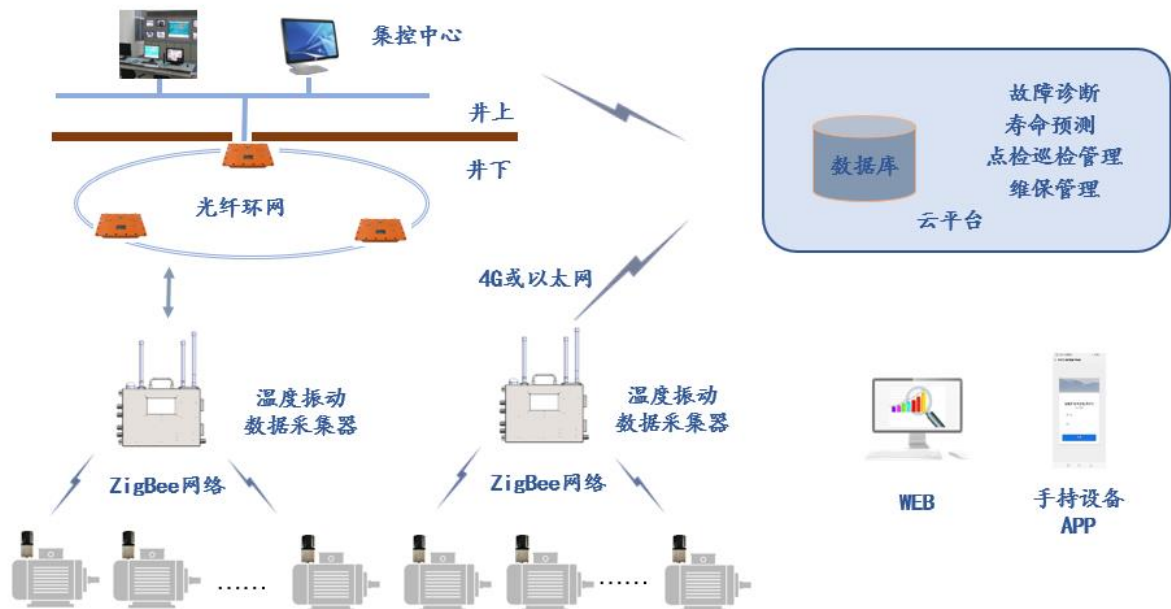 集控中心
井上
井下
光纤环网
故障诊断
寿命预测
点检巡检管理
维保管理
数据库
云平台
4G或以太网
温度振动
数据采集器
温度振动
数据采集器
ZigBee网络
ZigBee网络
WEB
手持设备
APP
......
......